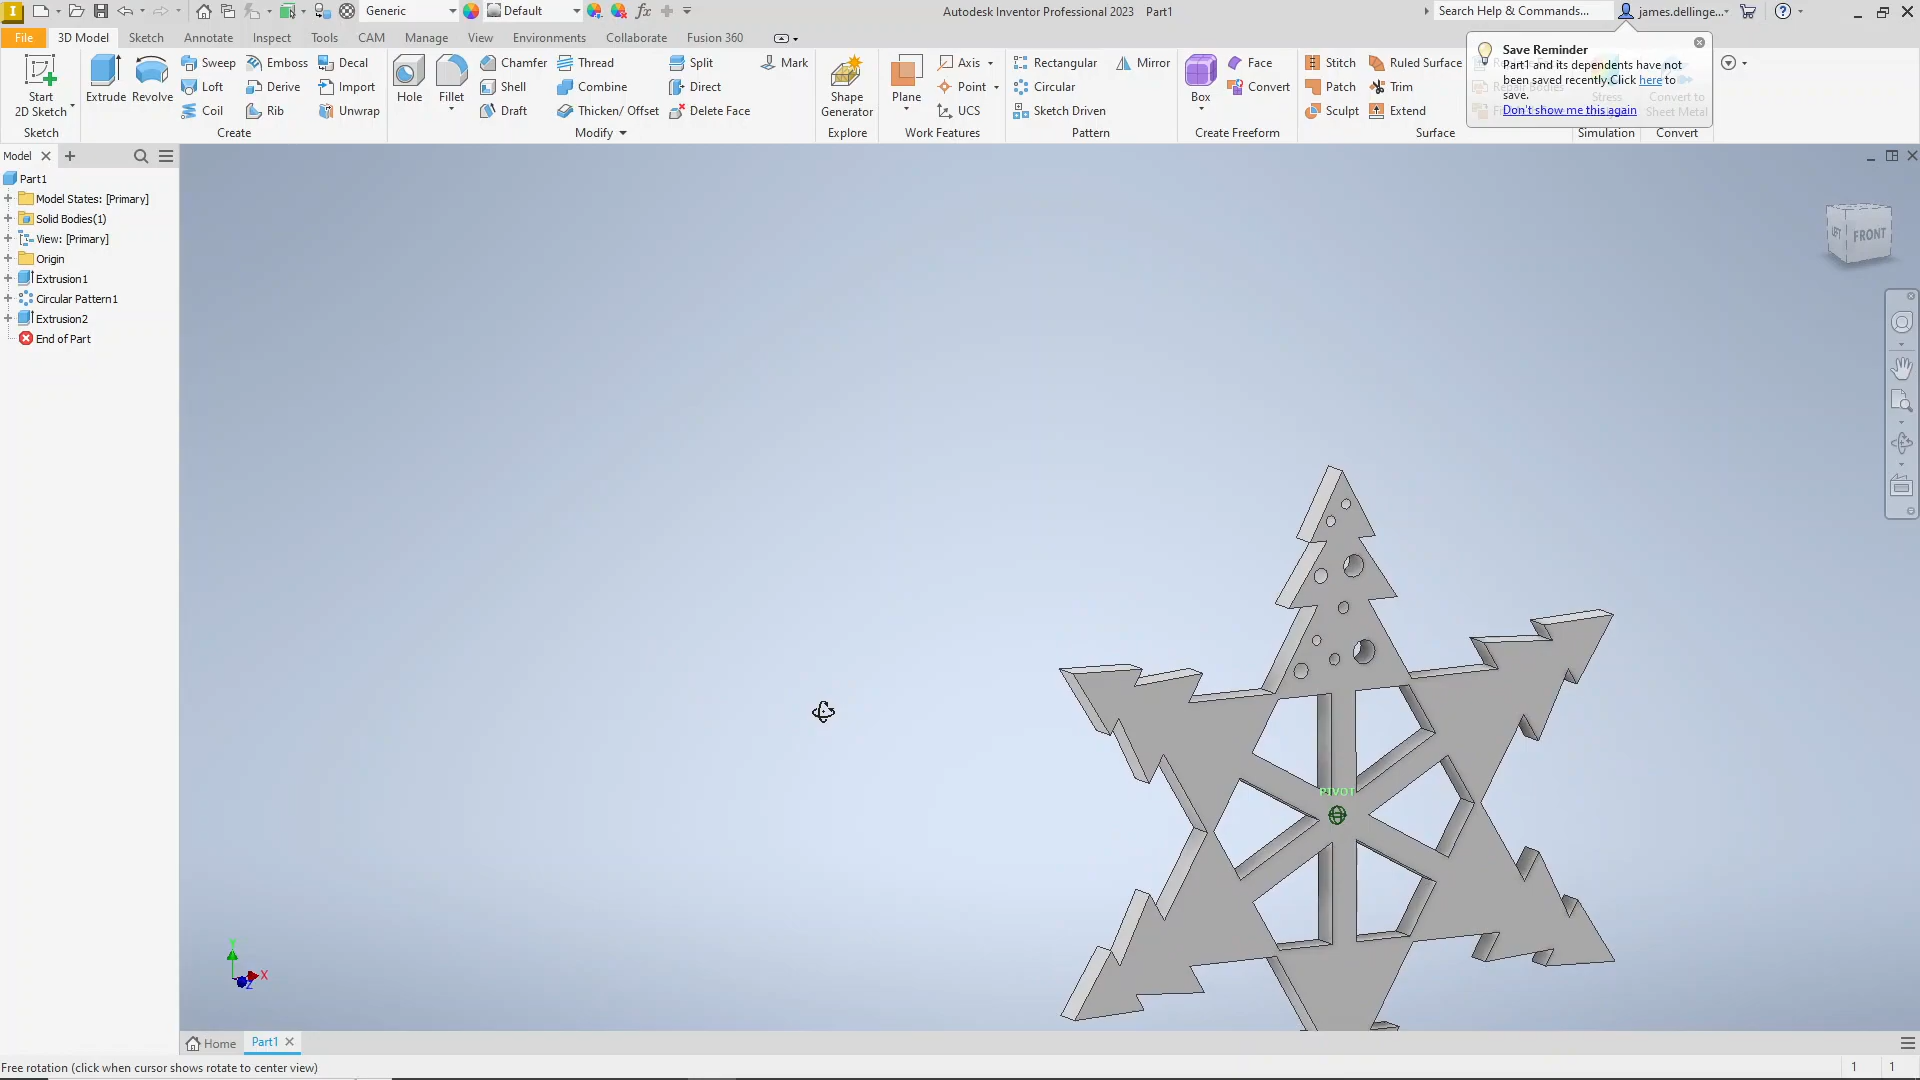 Generic
Default
fx
Autodesk Inventor Professional 2023 Part1
Search Help & Commands...
james.dellinge...
File
3D Model
Sketch
Annotate
Inspect
Tools
CAM
Manage
View
Environments
Collaborate
Fusion 360
Start
2D Sketch
Sketch
Extrude
Revolve
Sweep
Loft
Coil
Emboss
Derive
Rib
Decal
Import
Unwrap
Create
Hole
Fillet
Chamfer
Shell
Draft
Thread
Combine
Thicken/ Offset
Split
Direct
Delete Face
Mark
Modify
Shape
Generator
Explore
Plane
Axis
Point
UCS
Work Features
Rectangular
Circular
Sketch Driven
Mirror
Pattern
Box
Face
Convert
Create Freeform
Stitch
Patch
Sculpt
Ruled Surface
Trim
Extend
Surface
Save Reminder
Part1 and its dependents have not
been saved recently.Click here to
save.
Don't show me this again
Stress
Simulation
Convert to
Sheet Metal
Convert
Model
Part1
Model States: [Primary]
Solid Bodies(1)
View: [Primary]
Origin
Extrusion1
Circular Pattern1
Extrusion2
End of Part
LEFT
FRONT
PIVOT
Y
X
Z
Home
Part1
Free rotation (click when cursor shows rotate to center view)
1
1